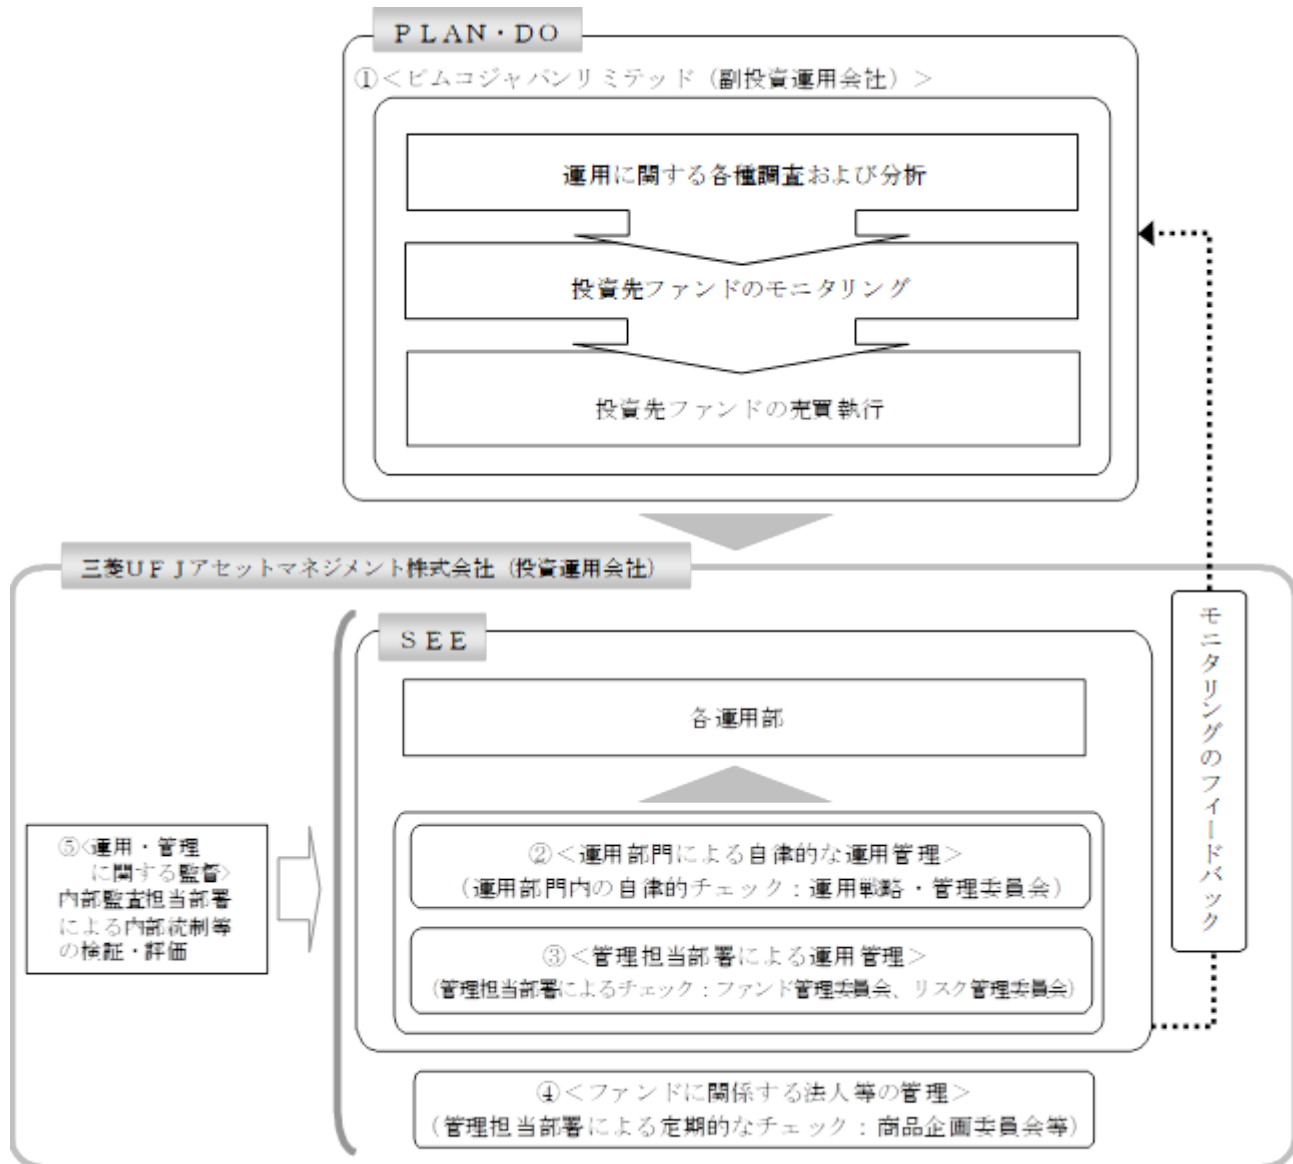 ＰＬＡＮ・ＤＯ
①＜ピムコジャパンリミテッド（副投資運用会社）＞
運用に関する各種調査および分析
投資先ファンドのモニタリング
投資先ファンドの売買執行
三菱ＵＦＪアセットマネジメント株式会社（投資運用会社）
ＳＥＥ
各運用部
②＜運用部門による自律的な運用管理＞
（運用部門内の自律的チェック：運用戦略・管理委員会）
③＜管理担当部署による運用管理＞
（管理担当部署によるチェック：ファンド管理委員会、リスク管理委員会）
④＜ファンドに関係する法人等の管理＞
（管理担当部署による定期的なチェック：商品企画委員会等）
⑤＜運用・管理
に関する監督＞
内部監査担当部署
による内部統制等
の検証・評価
モニタリングのフィードバック